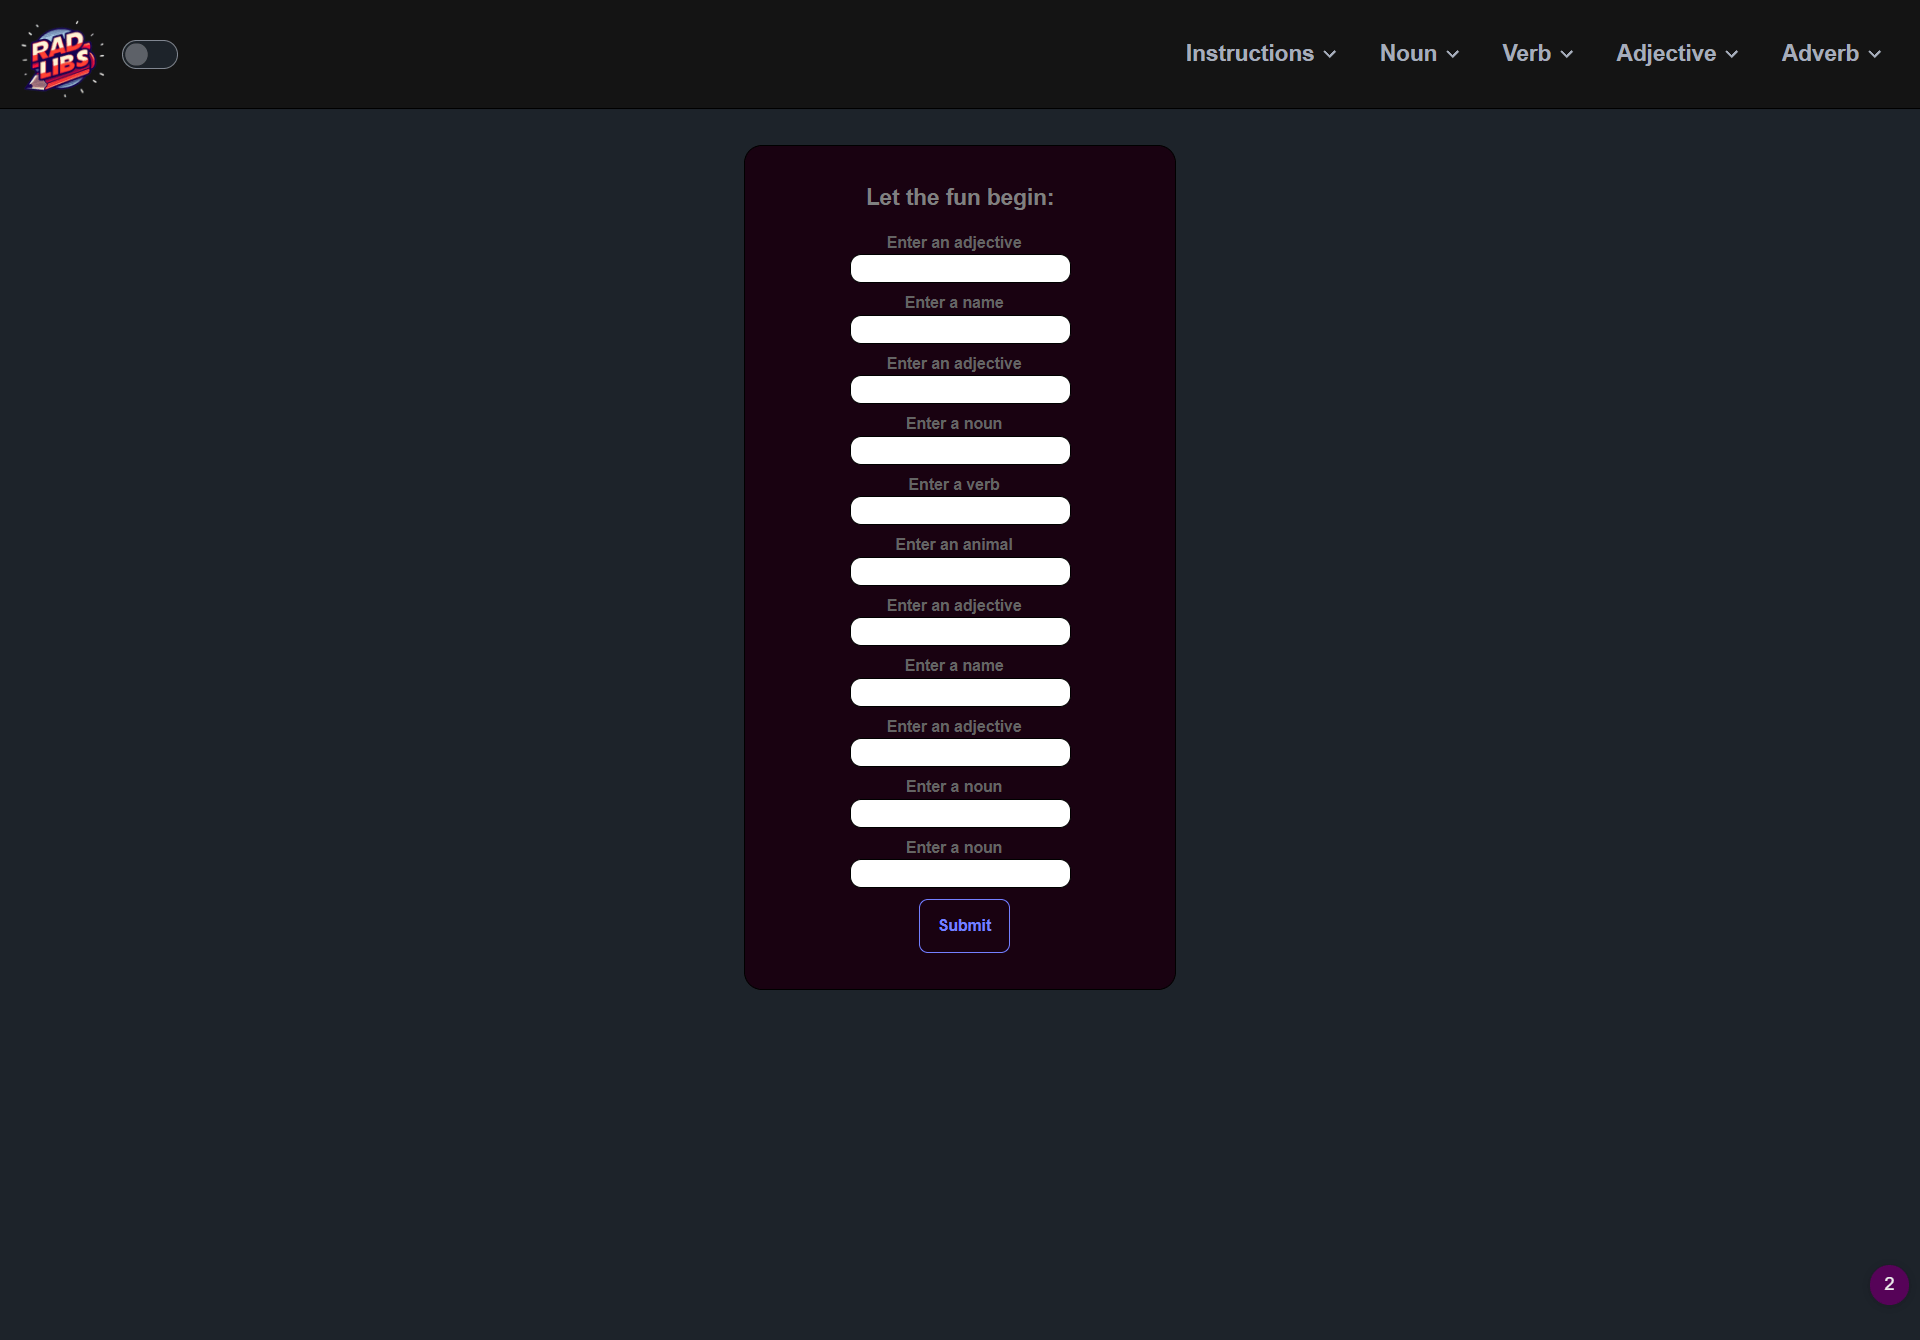 RAD
LIBS
Instructions Noun Verb Adjective Adverb
Let the fun begin:
Enter an adjective
Enter a name
Enter an adjective
Enter a noun
Enter a verb
Enter an animal
Enter an adjective
Enter a name
Enter an adjective
Enter a noun
Enter a noun
Submit
2